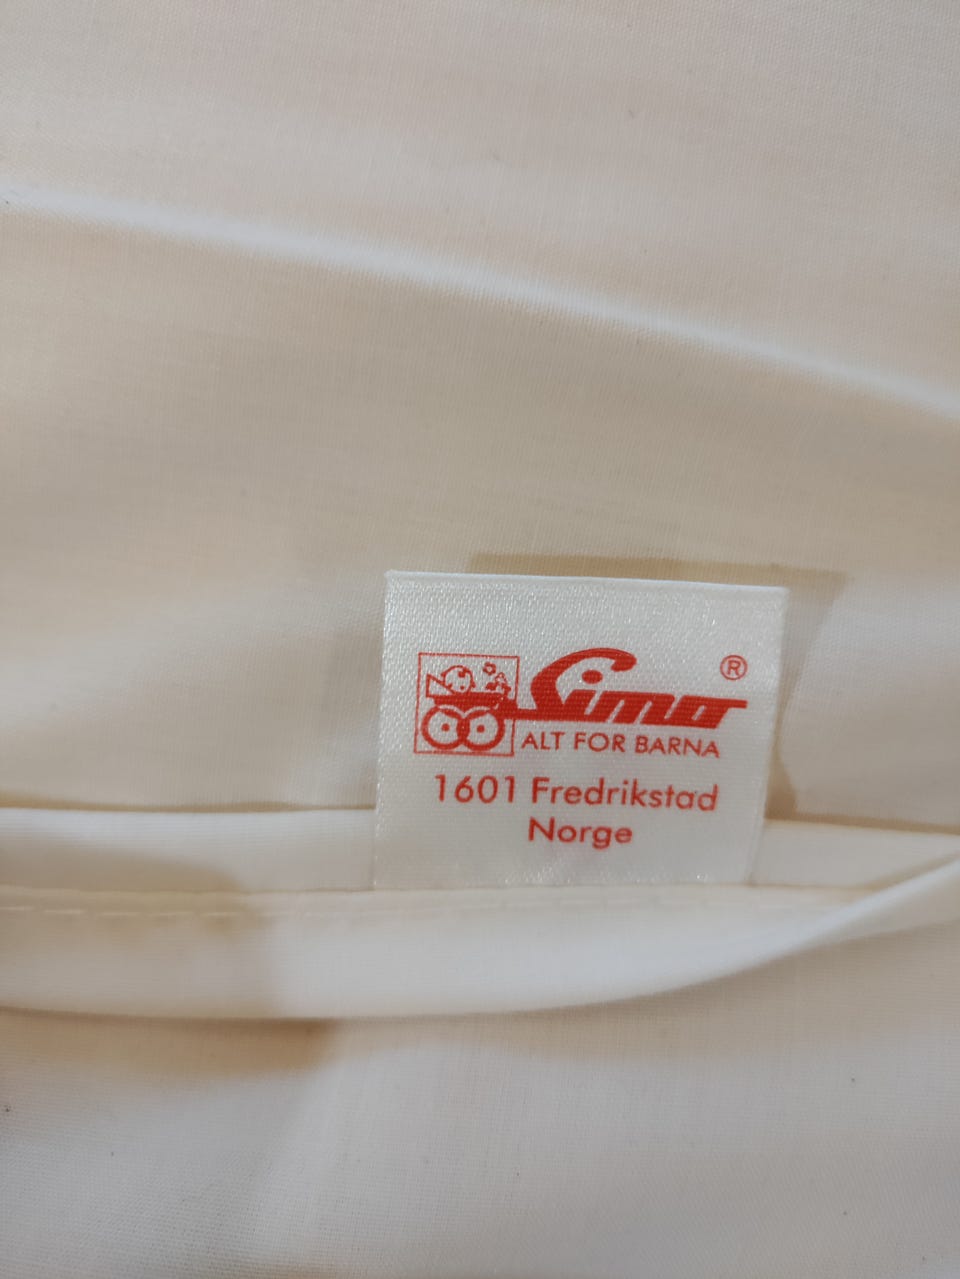 Simo ®
ALT FOR BARNA
1601 Fredrikstad
Norge